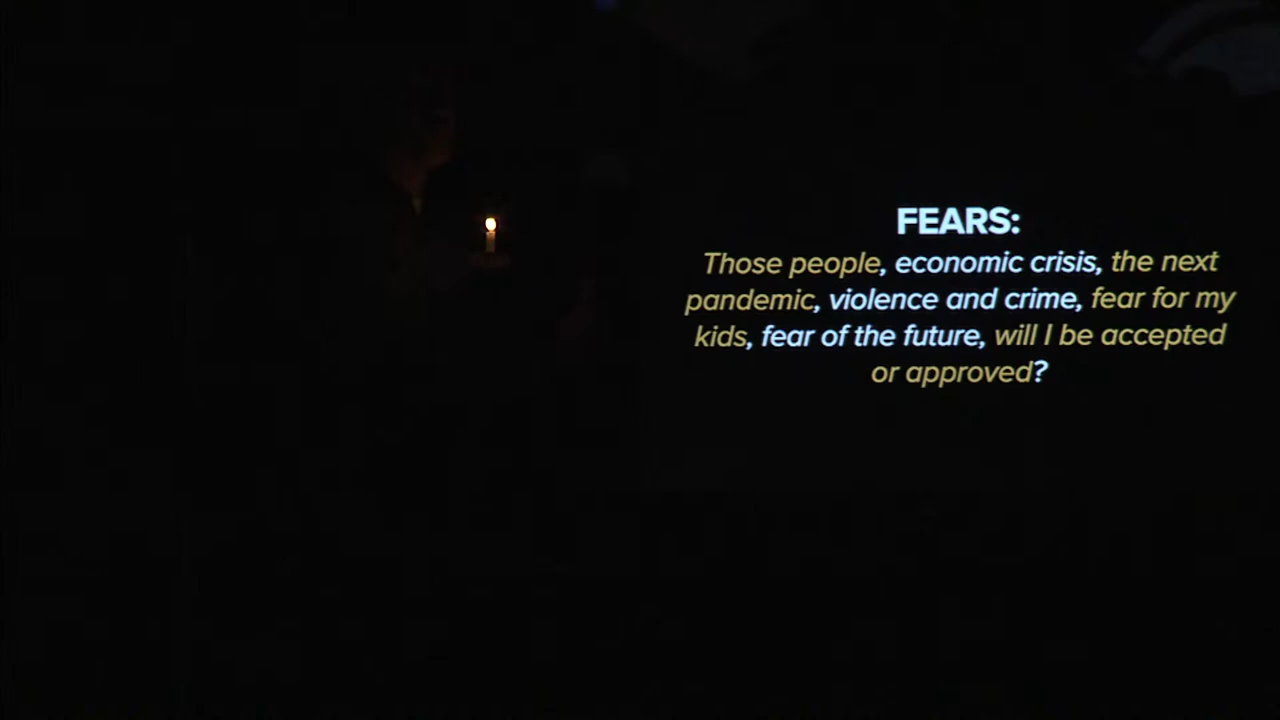 FEARS:
Those people, economic crisis, the next
pandemic, violence and crime, fear for my
kids, fear of the future, will I be accepted
or approved?